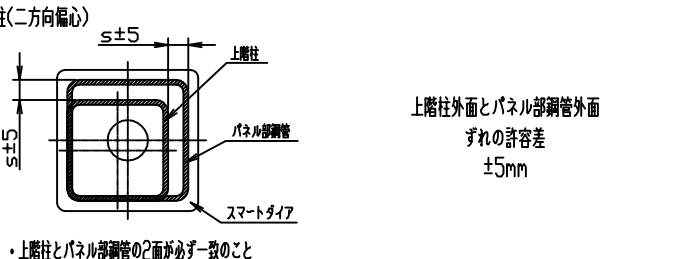 柱(二方向偏心)
s±5
上階柱
上階柱外面とパネル部鋼管外面
ずれの許容差
±5mm
パネル部鋼管
s±5
スマートダイア
・上階柱とパネル部鋼管の2面が必ず一致のこと